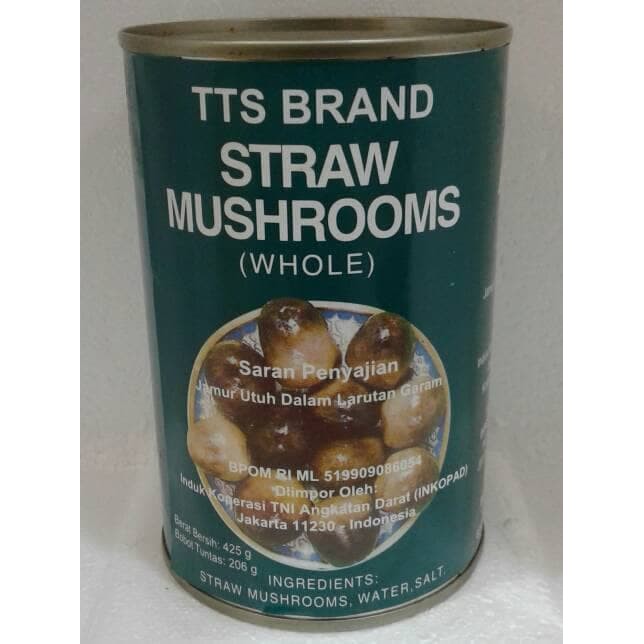 TTS BRAND
STRAW
MUSHROOMS
(WHOLE)
Saran Penyajian
Jamur Utuh Dalam Larutan Garam
BPOM RI ML 519909086054
DIimpor Oleh:
Induk Koperasi TNI Angkatan Darat (INKOPAD)
Jakarta 11230 - Indonesia
Berat Bersih: 425 g
Bobot Tuntas: 206 g
INGREDIENTS:
STRAW MUSHROOMS, WATER, SALT.